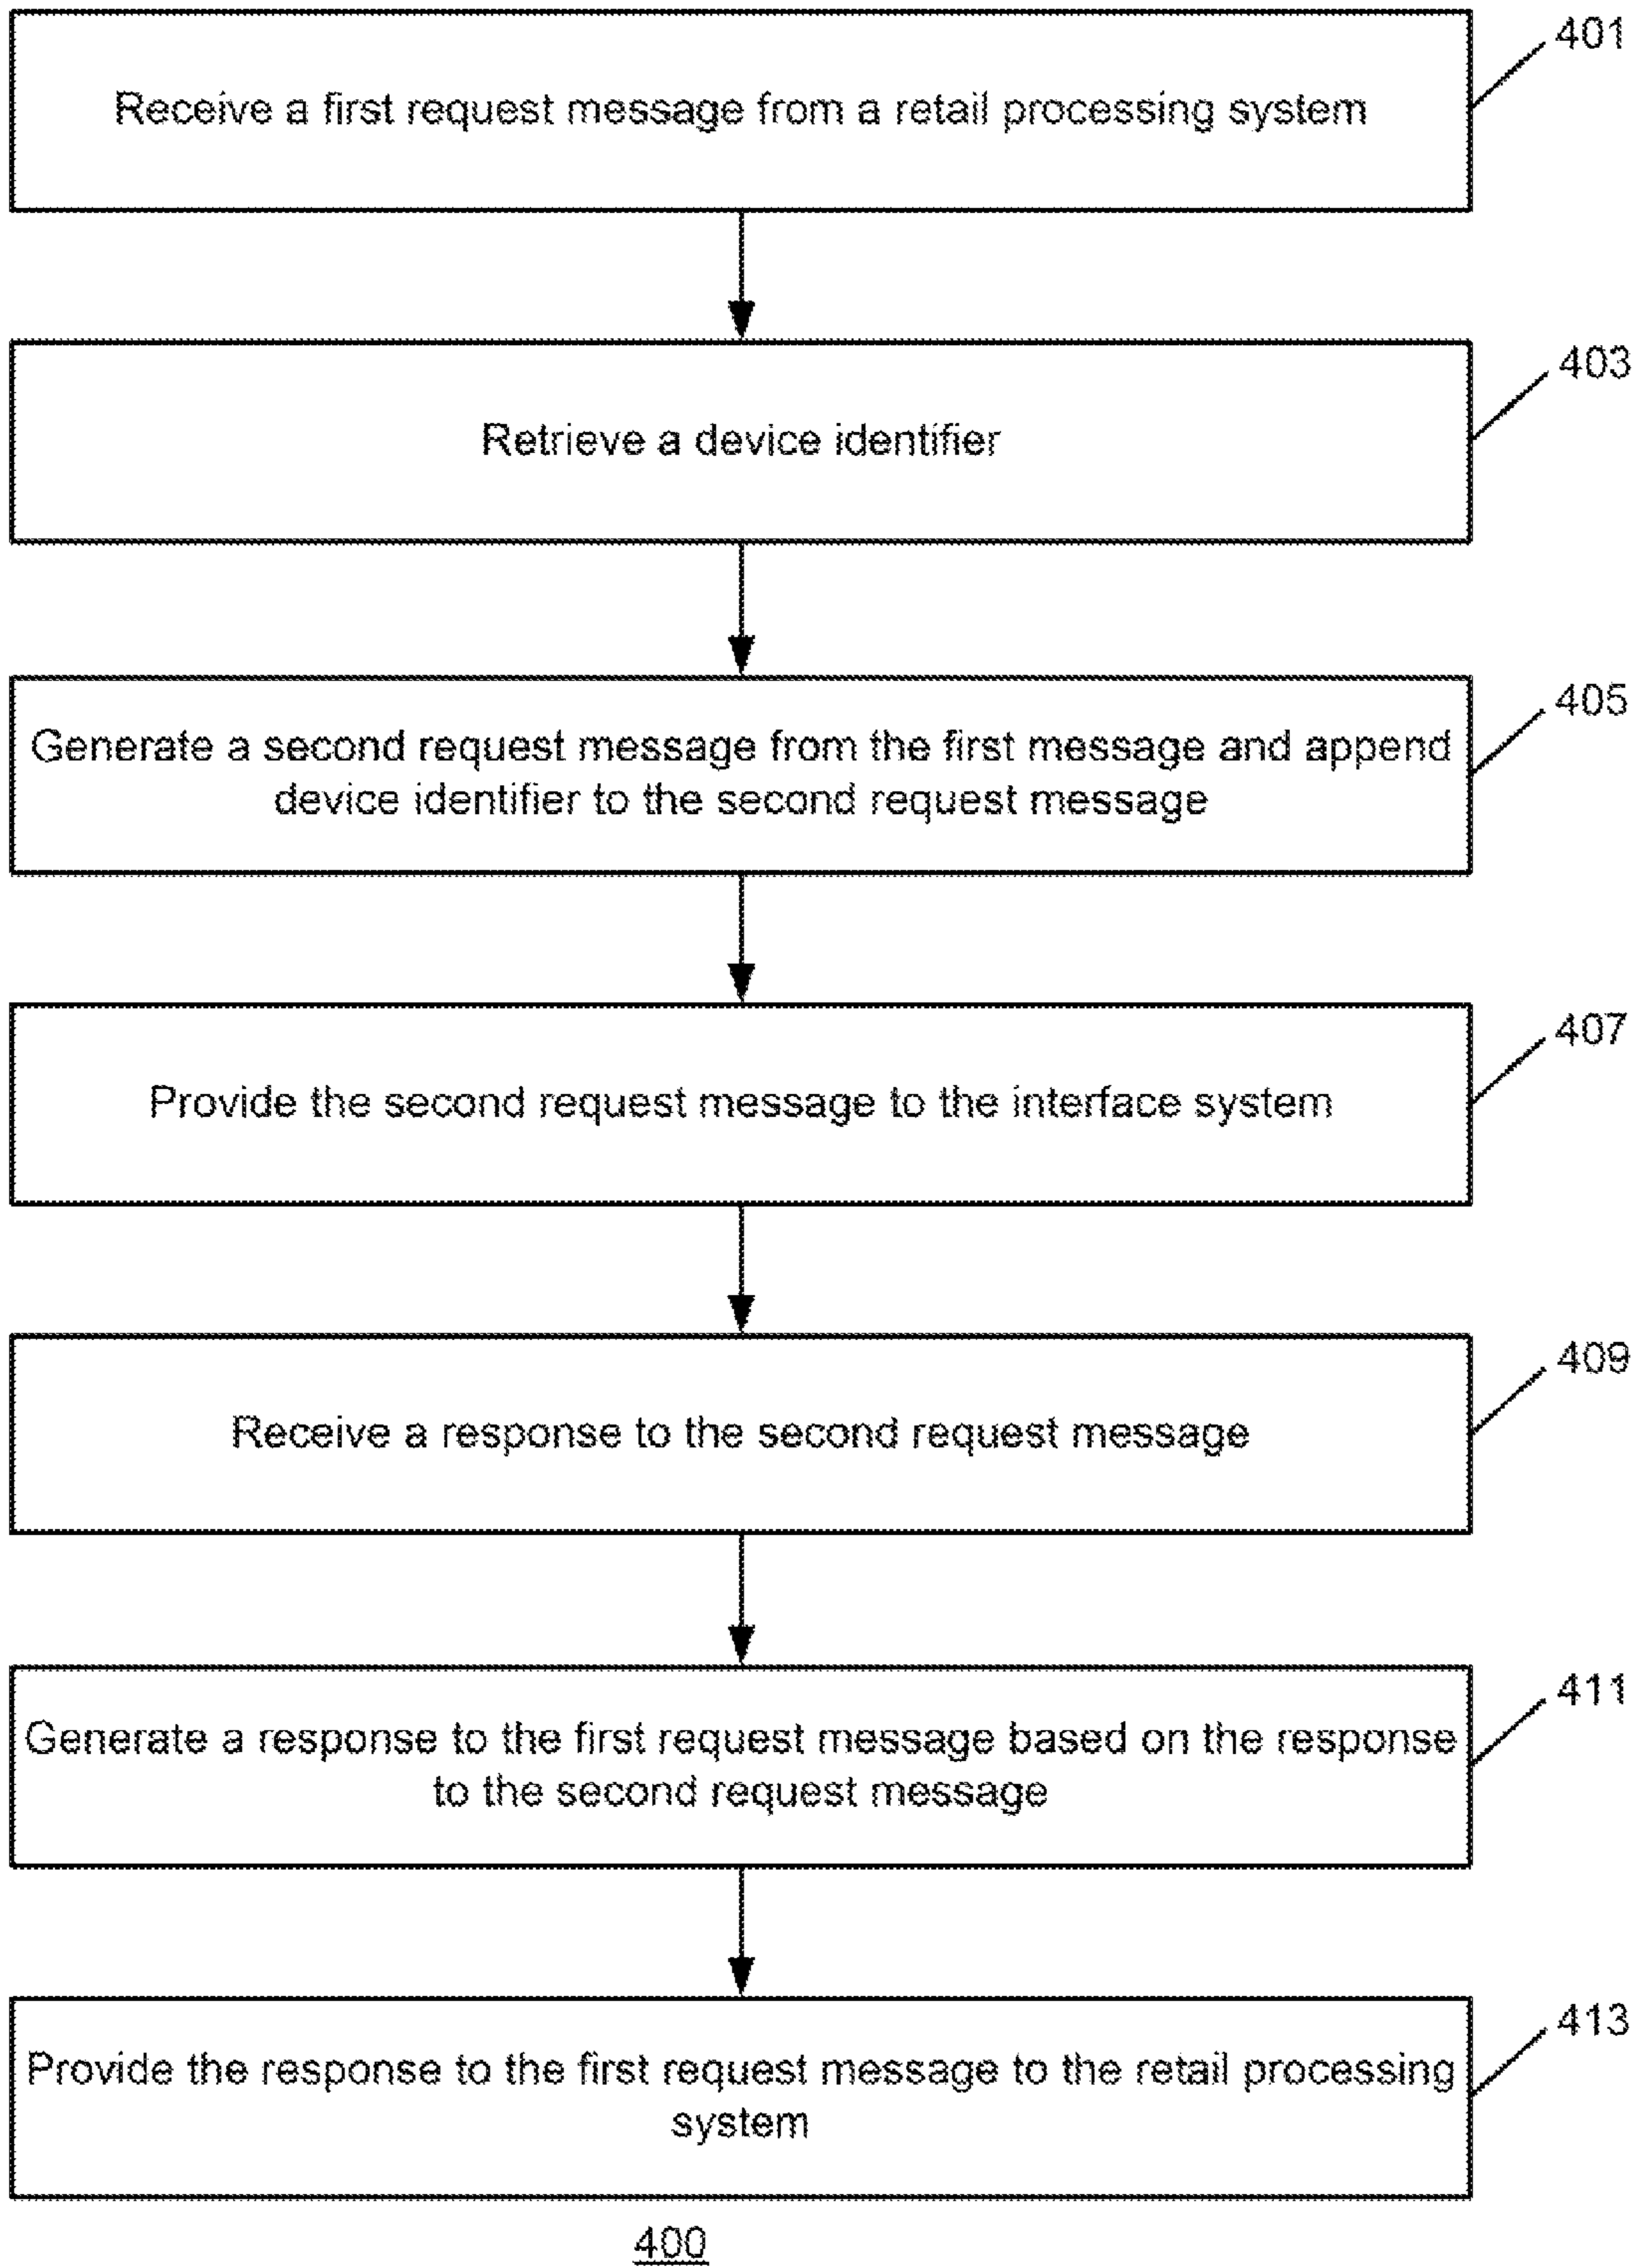 401
Receive a first request message from a retail processing system
403
Retrieve a device identifier
405
Generate a second request message from the first message and append
device identifier to the second request message
407
Provide the second request message to the interface system
409
Receive a response to the second request message
411
Generate a response to the first request message based on the response
to the second request message
413
Provide the response to the first request message to the retail processing
system
400